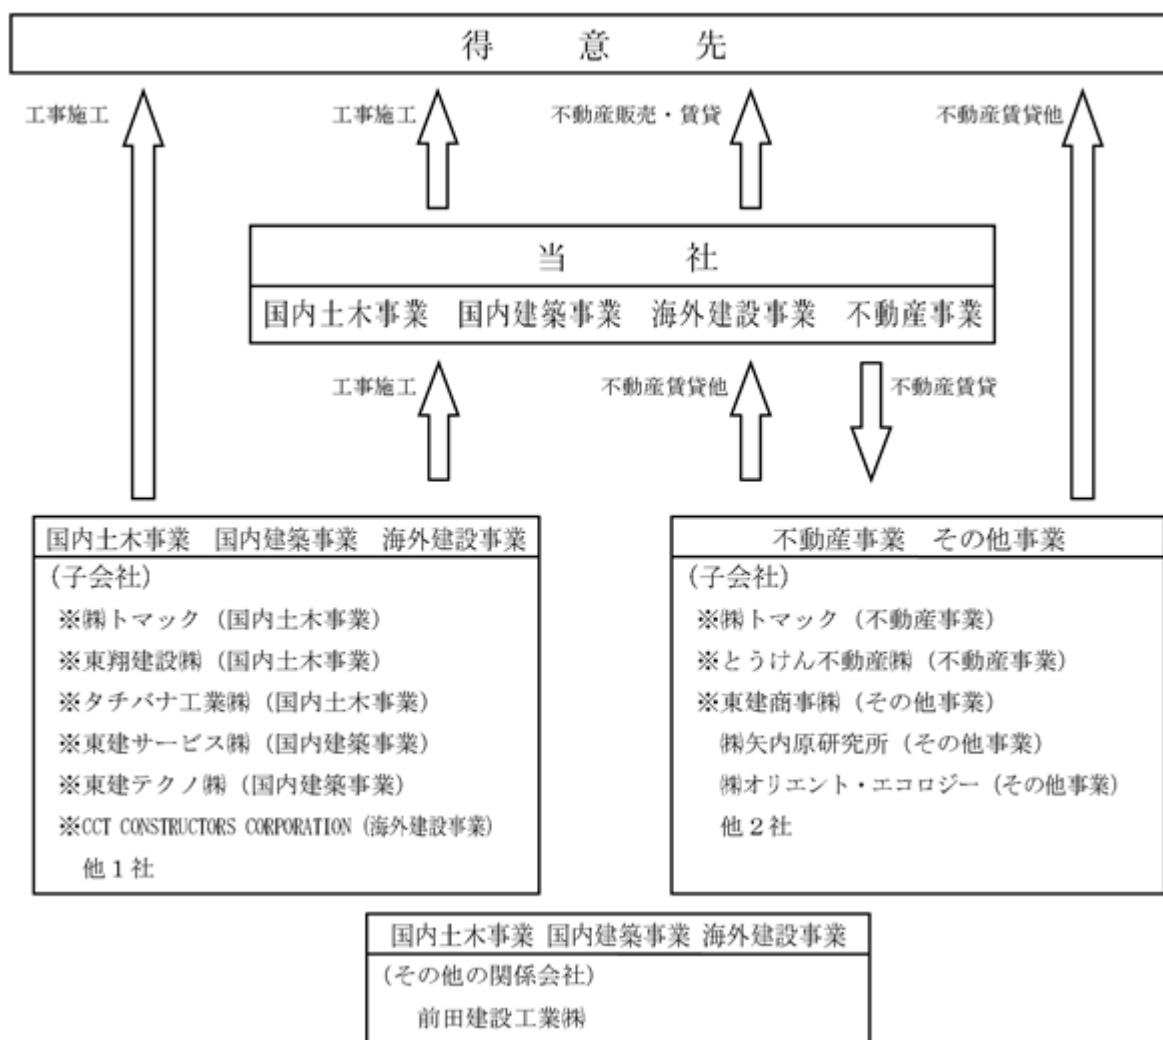 得意先
工事施工 工事施工 不動産販売・賃貸 不動産賃貸他
当社
国内土木事業 国内建築事業 海外建設事業 不動産事業
工事施工 不動産賃貸他 不動産賃貸
国内土木事業 国内建築事業 海外建設事業
(子会社)
※㈱トマック(国内土木事業)
※東翔建設㈱(国内土木事業)
※タチバナ工業㈱(国内土木事業)
※東建サービス㈱(国内建築事業)
※東建テクノ㈱(国内建築事業)
※CCT CONSTRUCTORS CORPORATION(海外建設事業)
他1社
不動産事業 その他事業
(子会社)
※㈱トマック(不動産事業)
※とうけん不動産㈱(不動産事業)
※東建商事㈱(その他事業)
㈱矢内原研究所(その他事業)
㈱オリエント・エコロジー(その他事業)
他2社
国内土木事業 国内建築事業 海外建設事業
(その他の関係会社)
前田建設工業㈱